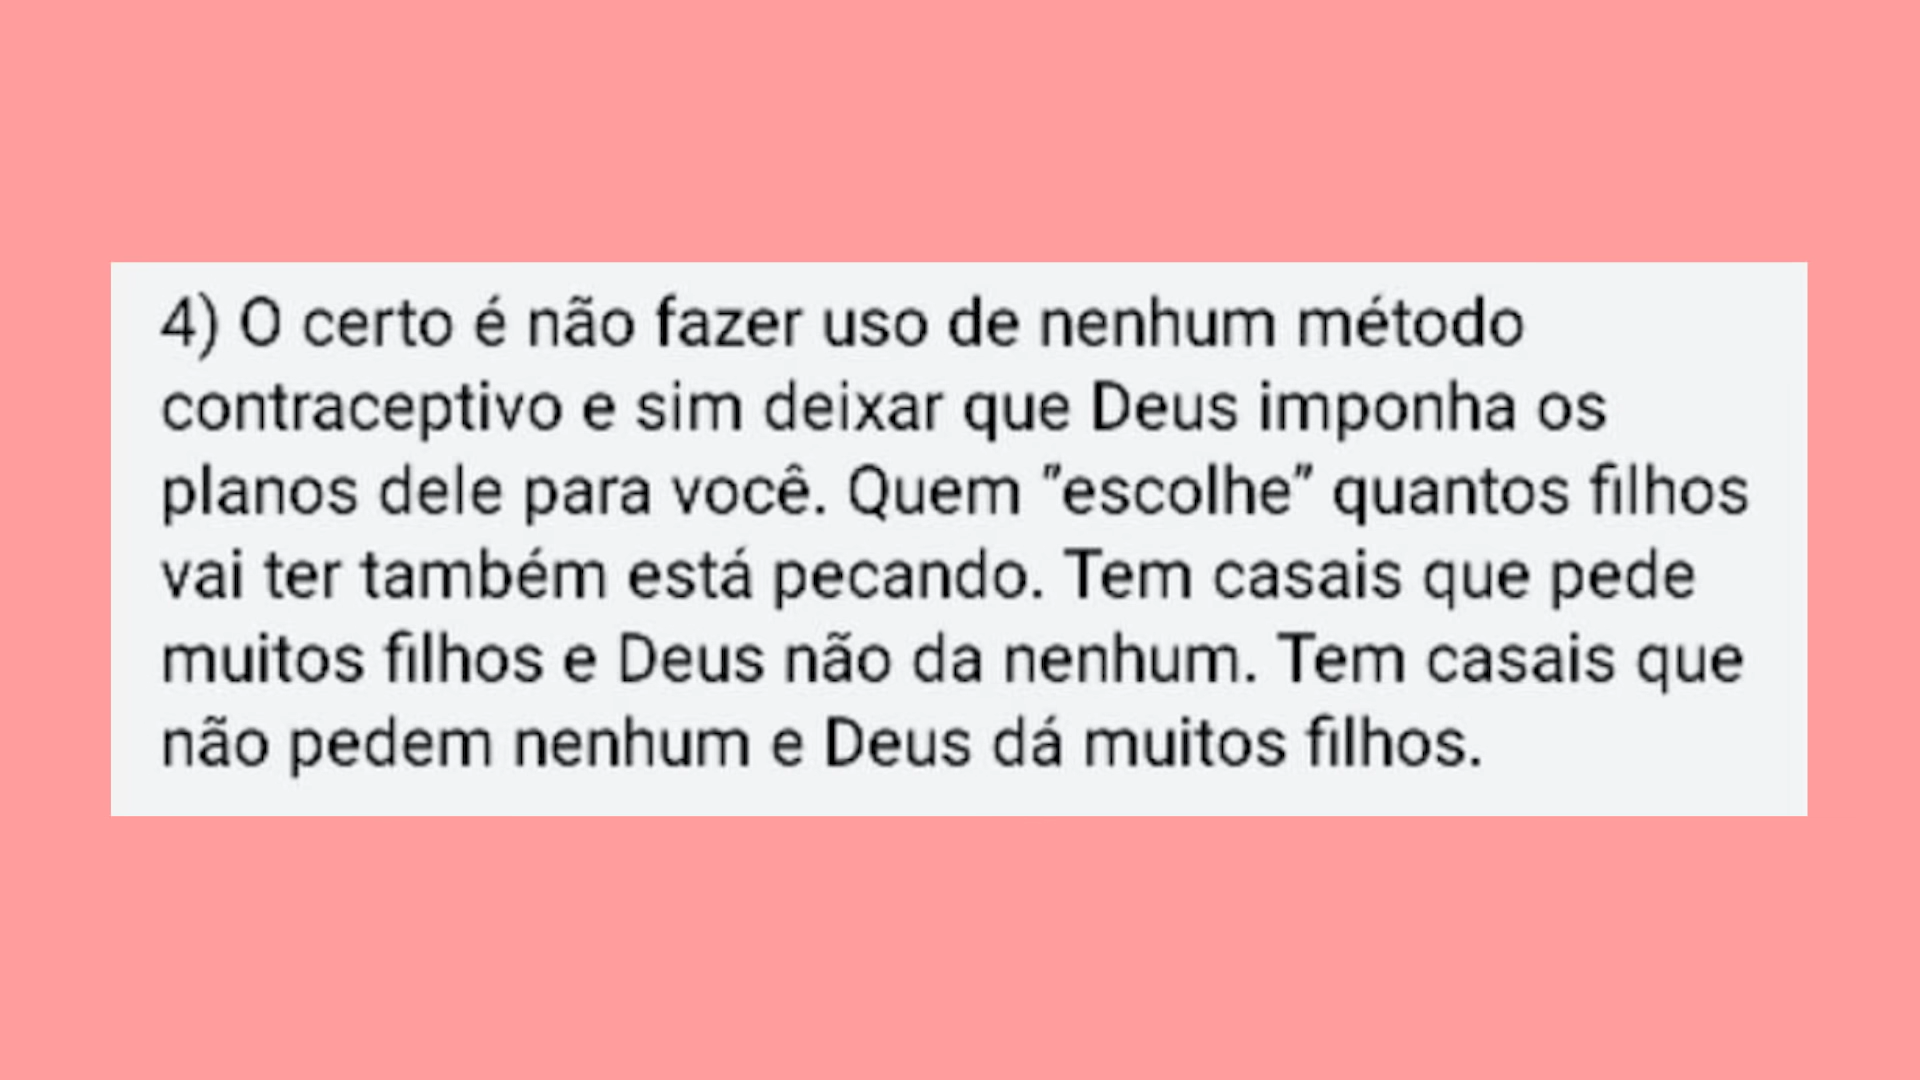 4) O certo é não fazer uso de nenhum método
contraceptivo e sim deixar que Deus imponha os
planos dele para você. Quem "escolhe" quantos filhos
vai ter também está pecando. Tem casais que pede
muitos filhos e Deus não da nenhum. Tem casais que
não pedem nenhum e Deus dá muitos filhos.